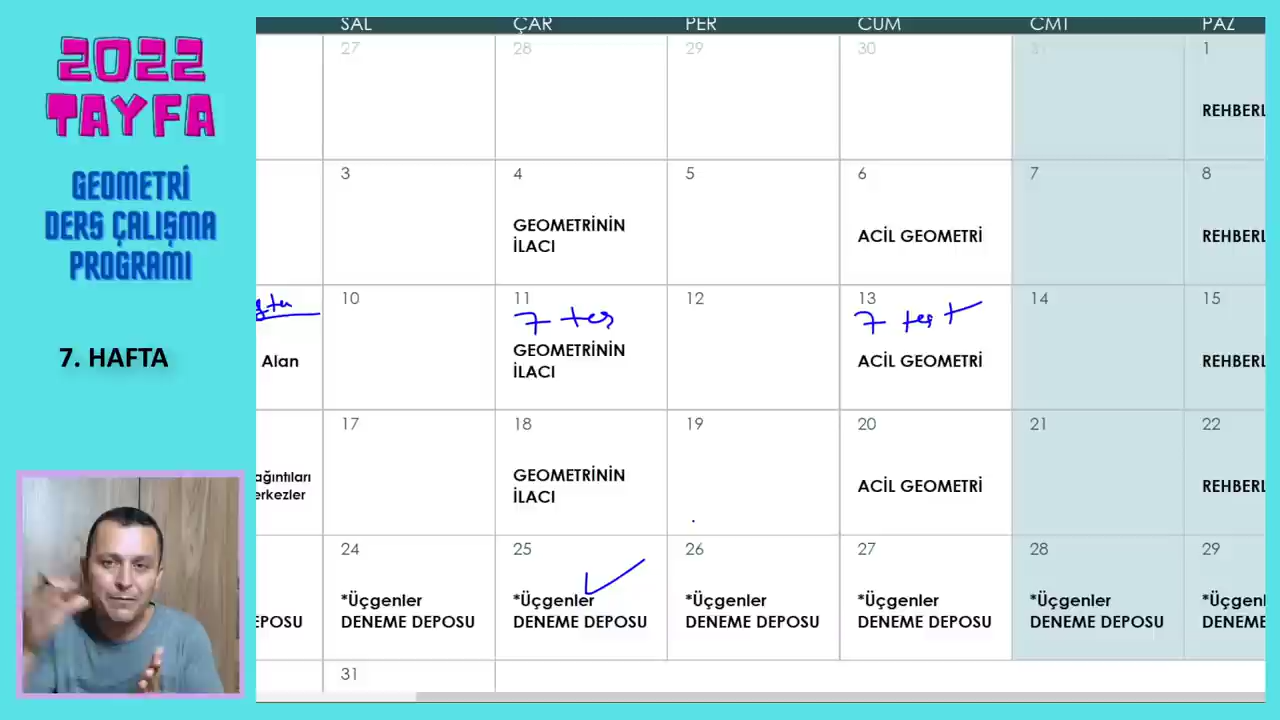 2022
TAYFA
GEOMETRİ
DERS ÇALIŞMA
PROGRAMI
7. HAFTA
SAL ÇAR PER CUM CMT PAZ
27 28 29 30 31 1
REHBERL
3 4 5 6 7 8
GEOMETRİNİN
İLACI
ACİL GEOMETRİ
REHBERL
10 11 12 13 14 15
7 tes
7 test
Alan
GEOMETRİNİN
İLACI
ACİL GEOMETRİ
REHBERL
17 18 19 20 21 22
ağıntıları
erkezler
GEOMETRİNİN
İLACI
ACİL GEOMETRİ
REHBERL
24 25 26 27 28 29
*Üçgenler *Üçgenler *Üçgenler *Üçgenler *Üçgenler *Üçgen
EPOSU DENEME DEPOSU DENEME DEPOSU DENEME DEPOSU DENEME DEPOSU DENEME DEPOSU DENEME
31